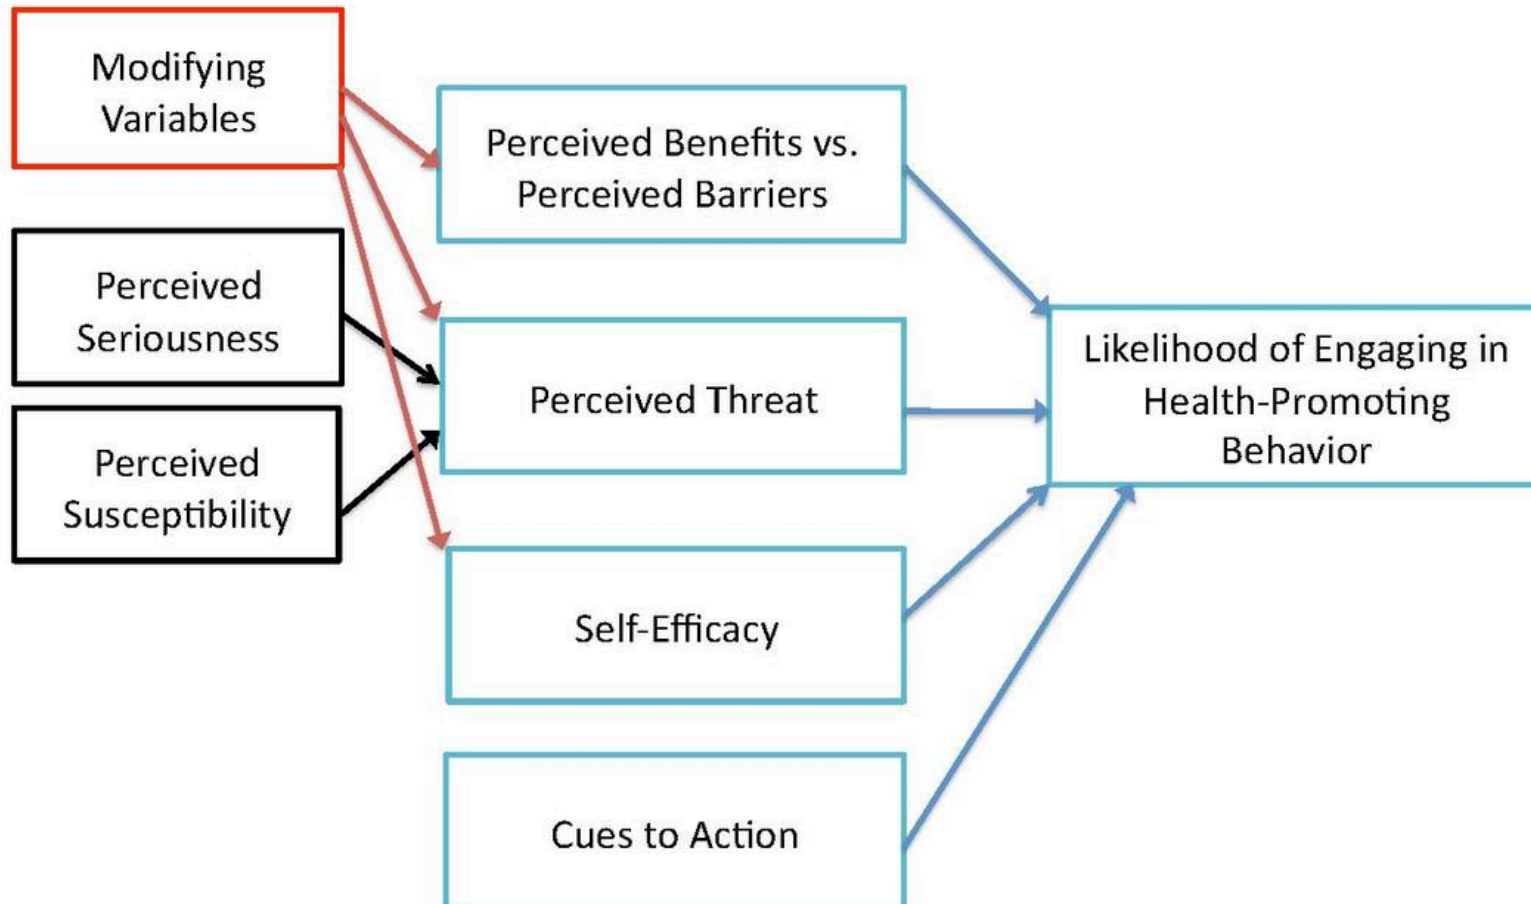 Modifying
Variables
Perceived Benefits vs.
Perceived Barriers
Perceived
Seriousness
Perceived Threat
Likelihood of Engaging in
Health-Promoting
Behavior
Perceived
Susceptibility
Self-Efficacy
Cues to Action